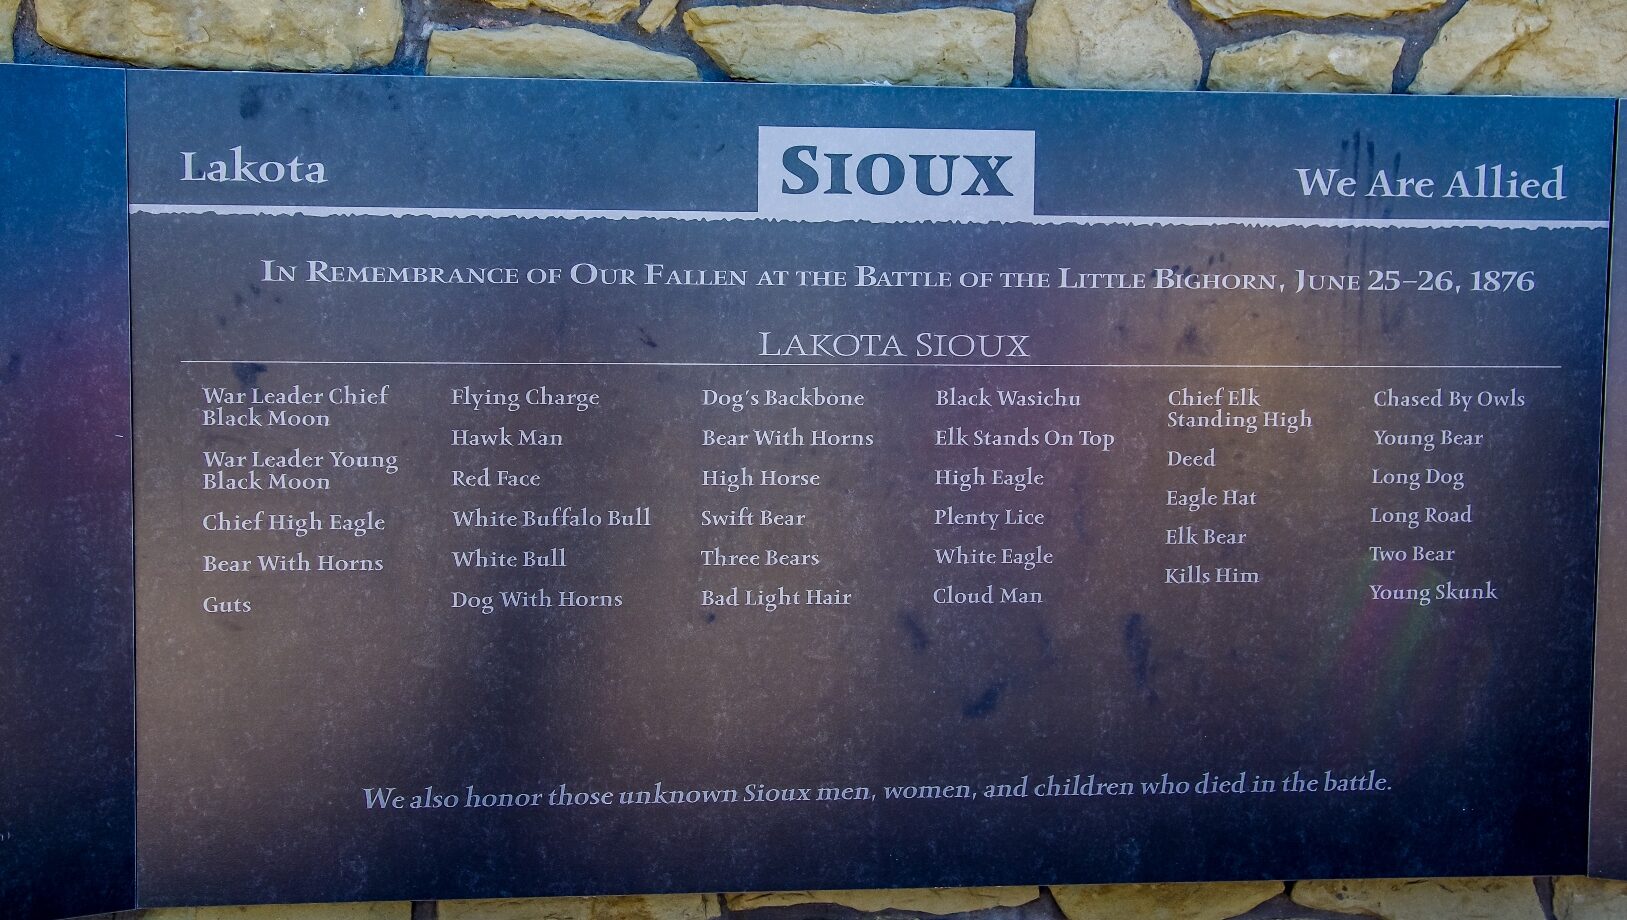 Lakota
SIOUX
We Are Allied
IN REMEMBRANCE OF OUR FALLEN AT THE BATTLE OF THE LITTLE BIGHORN, JUNE 25–26, 1876
LAKOTA SIOUX
War Leader Chief
Black Moon
War Leader Young
Black Moon
Chief High Eagle
Bear With Horns
Guts
Flying Charge
Hawk Man
Red Face
White Buffalo Bull
White Bull
Dog With Horns
Dog's Backbone
Bear With Horns
High Horse
Swift Bear
Three Bears
Bad Light Hair
Black Wasichu
Elk Stands On Top
High Eagle
Plenty Lice
White Eagle
Cloud Man
Chief Elk
Standing High
Deed
Eagle Hat
Elk Bear
Kills Him
Chased By Owls
Young Bear
Long Dog
Long Road
Two Bear
Young Skunk
We also honor those unknown Sioux men, women, and children who died in the battle.